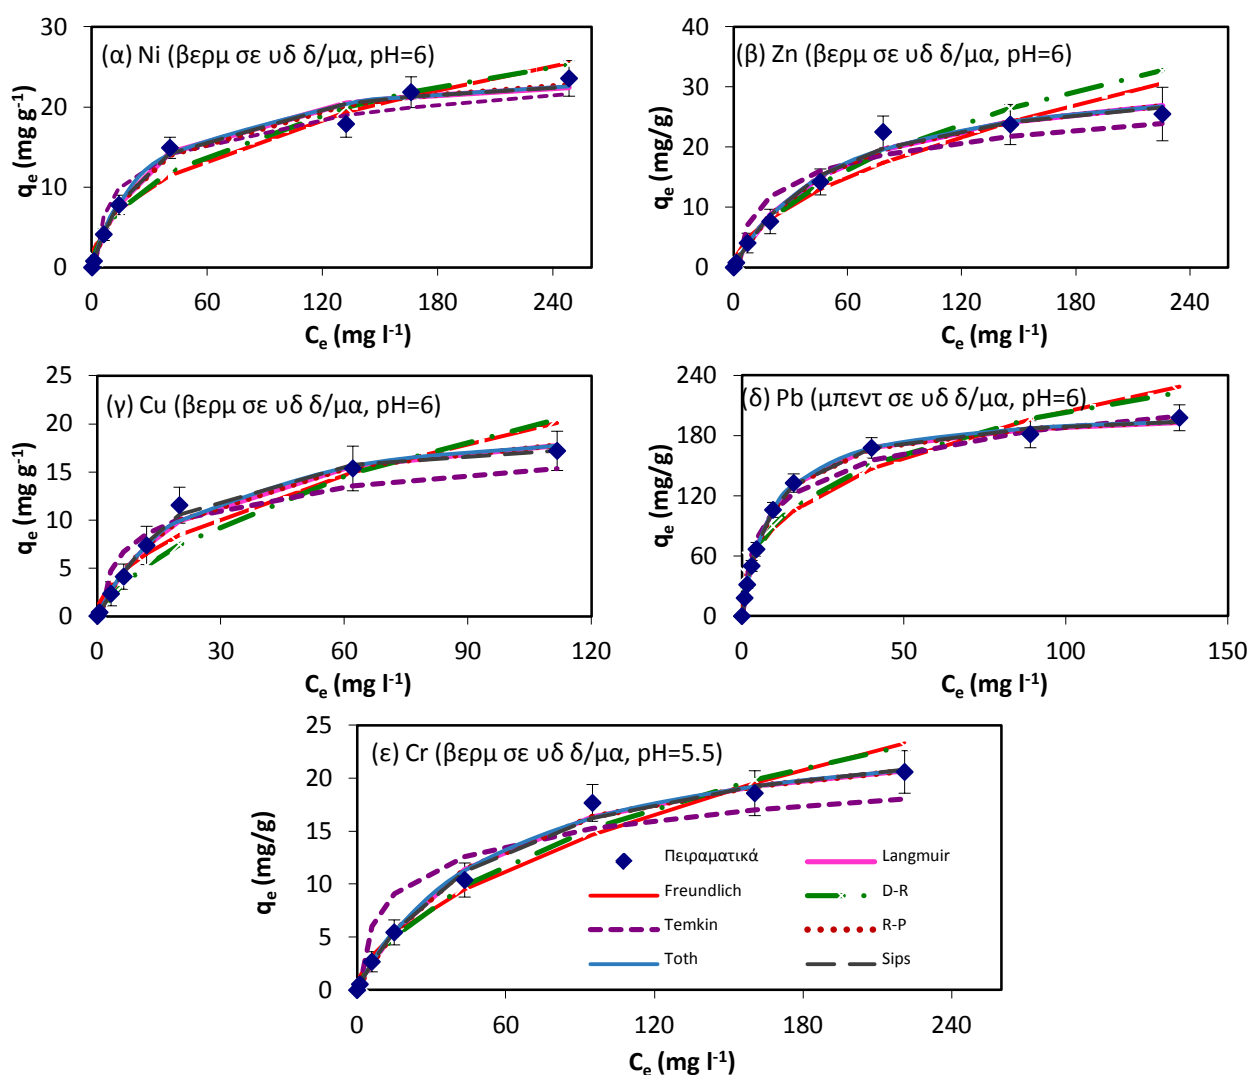 (α) Ni (βερμ σε υδ δ/μα, pH=6)
qe (mg g-1)
30
20
10
0
0 60 120 180 240
Ce (mg l-1)
(β) Zn (βερμ σε υδ δ/μα, pH=6)
qe (mg/g)
40
30
20
10
0
0 60 120 180 240
Ce (mg l-1)
(γ) Cu (βερμ σε υδ δ/μα, pH=6)
qe (mg g-1)
25
20
15
10
5
0
0 30 60 90 120
Ce (mg l-1)
(δ) Pb (μπεντ σε υδ δ/μα, pH=6)
qe (mg/g)
240
180
120
60
0
0 50 100 150
Ce (mg l-1)
(ε) Cr (βερμ σε υδ δ/μα, pH=5.5)
qe (mg/g)
25
20
15
10
5
0
0 60 120 180 240
Ce (mg l-1)
Πειραματικά Langmuir
Freundlich D-R
Temkin R-P
Toth Sips